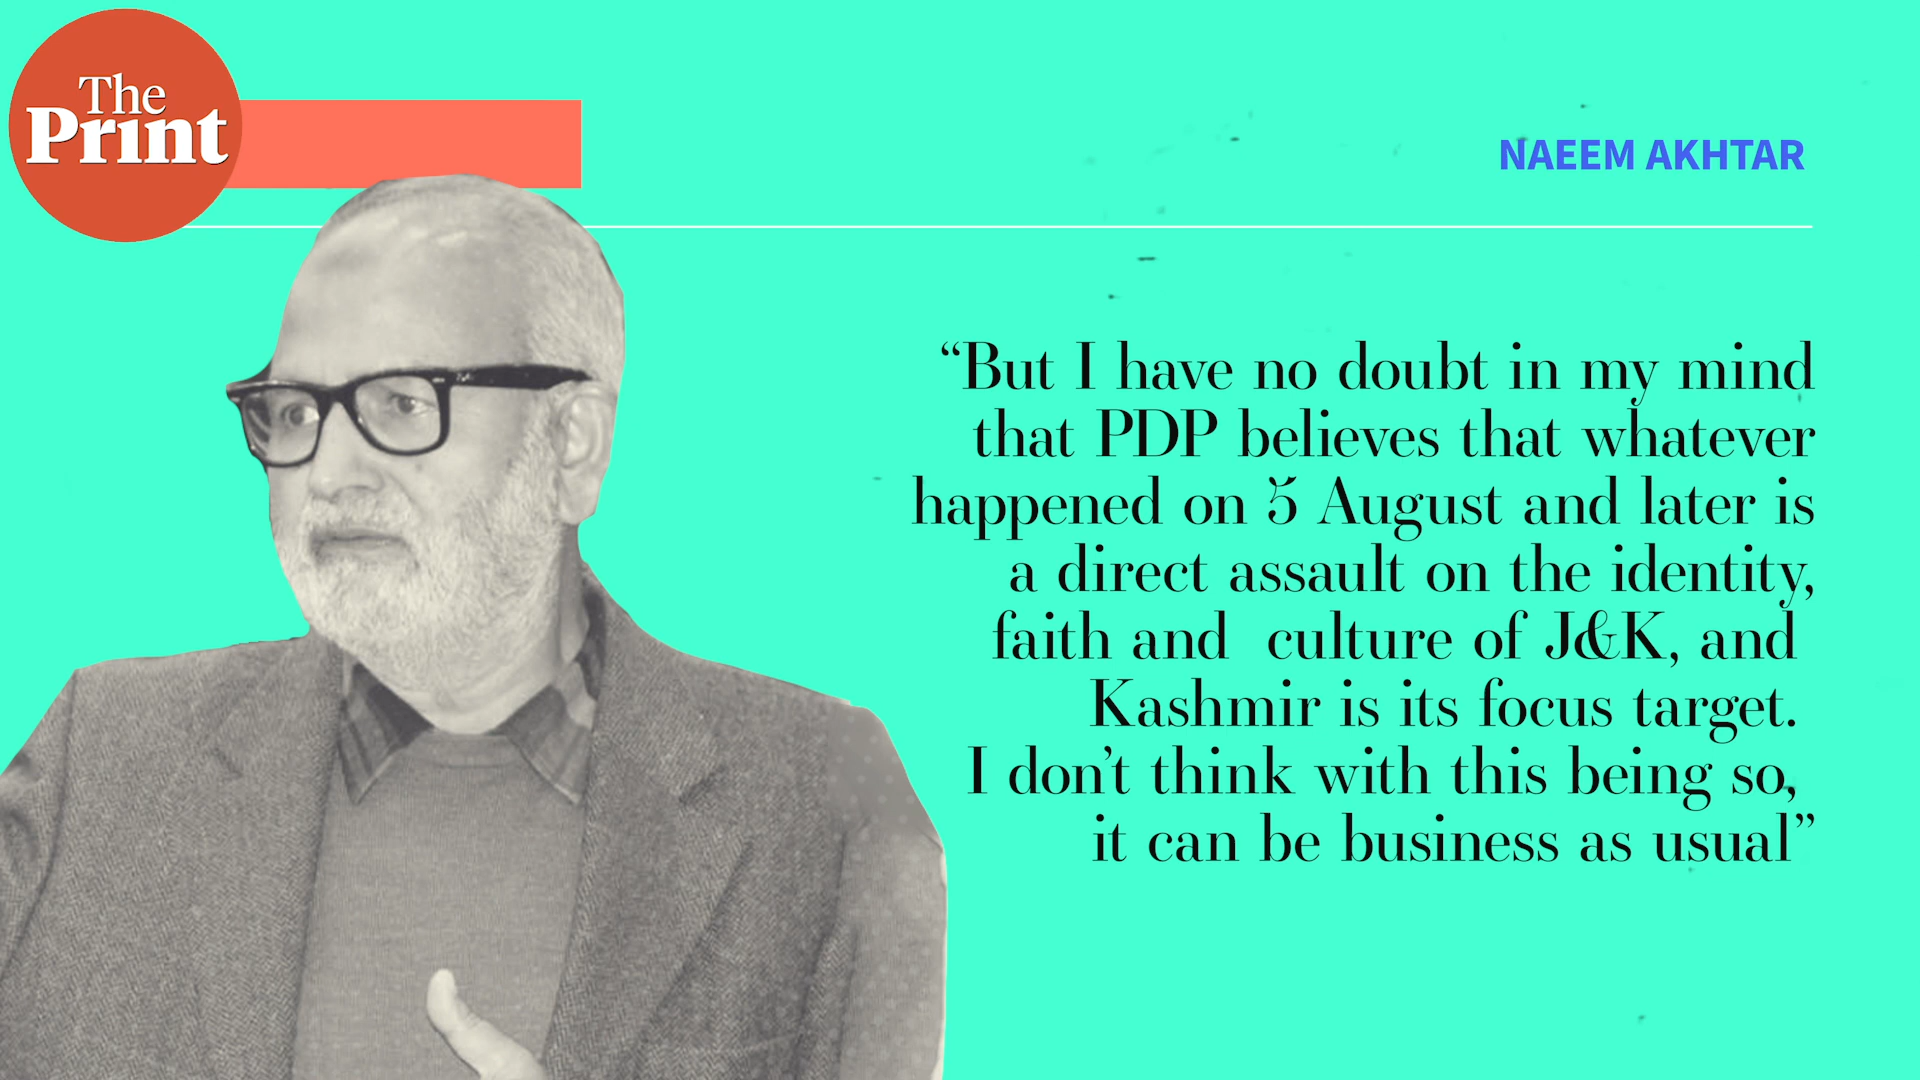 The
Print
NAEEM AKHTAR
“But I have no doubt in my mind
that PDP believes that whatever
happened on 5 August and later is
a direct assault on the identity,
faith and  culture of J&K, and
Kashmir is its focus target.
I don’t think with this being so,
it can be business as usual”